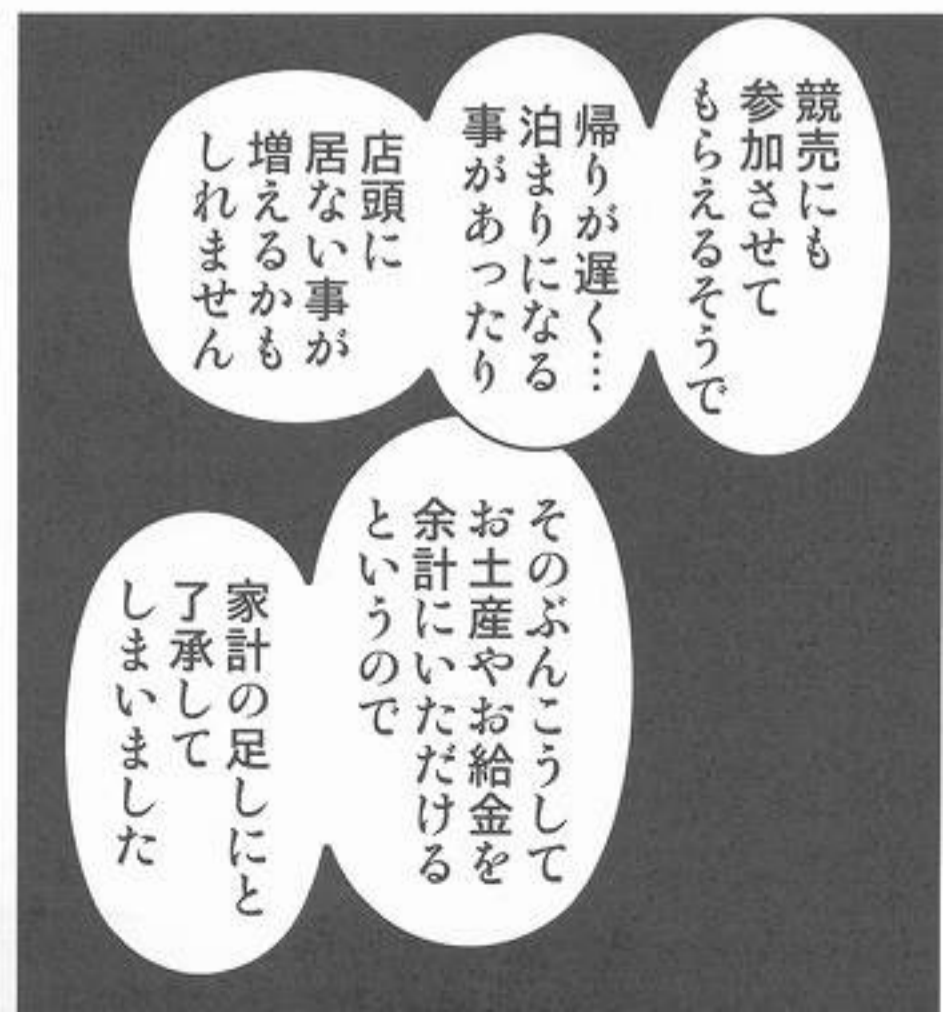 競売にも
参加させて
もらえるそうで
帰りが遅く…
泊まりになる
事があったり
店頭に
居ない事が
増えるかも
しれません
そのぶんこうして
お土産やお給金を
余計にいただける
というので
家計の足しにと
了承して
しまいました